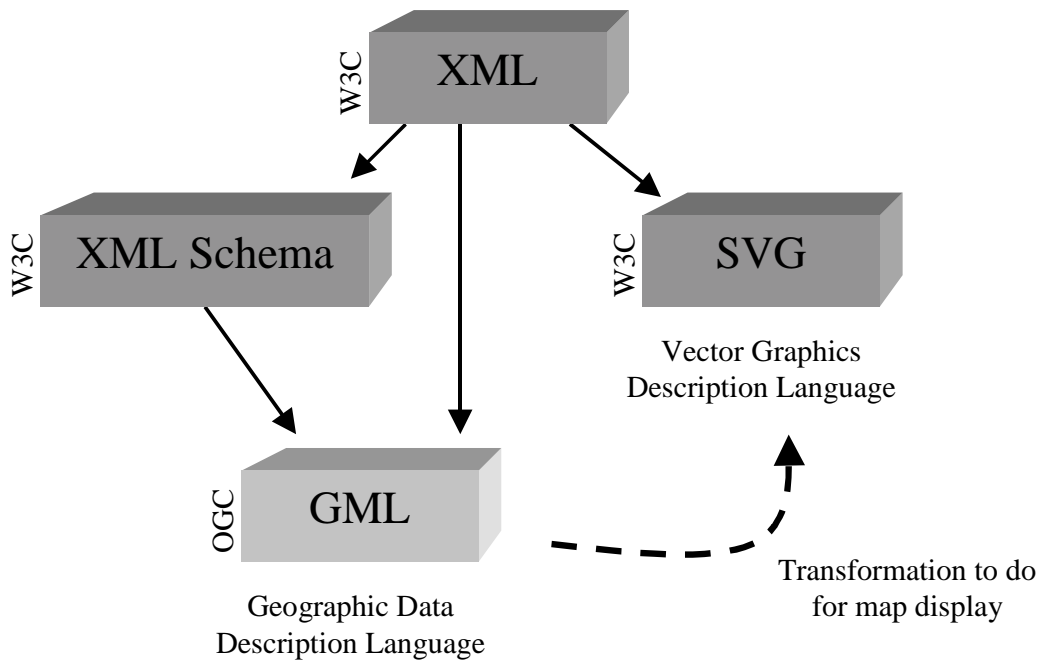 W3C
XML
W3C
XML Schema
W3C
SVG
Vector Graphics
Description Language
OGC
GML
Geographic Data
Description Language
Transformation to do
for map display